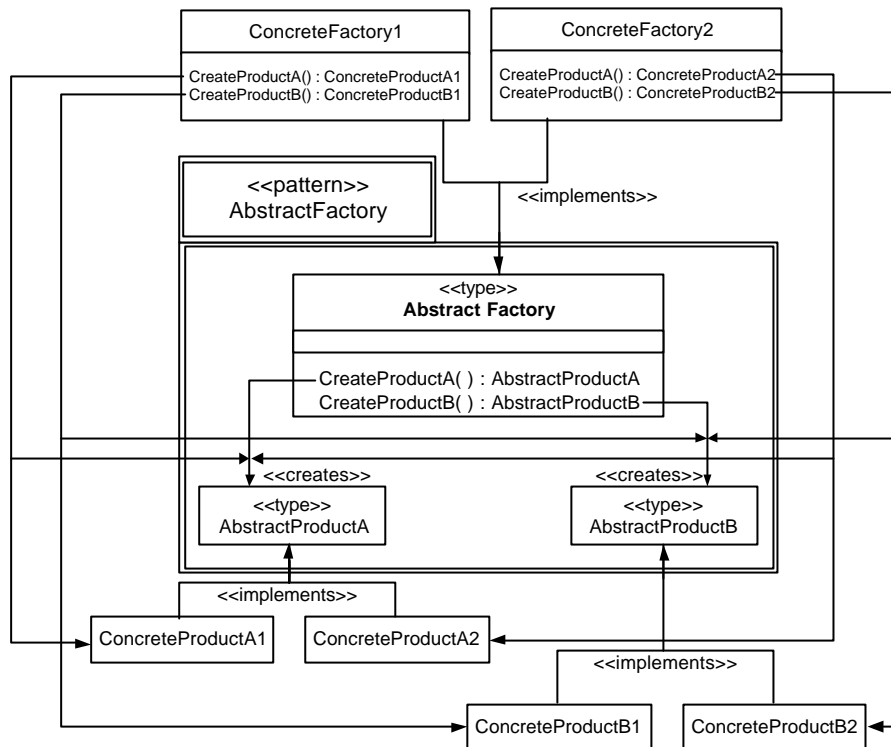 ConcreteFactory1
CreateProductA() : ConcreteProductA1
CreateProductB() : ConcreteProductB1
ConcreteFactory2
CreateProductA() : ConcreteProductA2
CreateProductB() : ConcreteProductB2
<<pattern>>
AbstractFactory
<<implements>>
<<type>>
Abstract Factory
CreateProductA( ) : AbstractProductA
CreateProductB( ) : AbstractProductB
<<creates>>
<<creates>>
<<type>>
AbstractProductA
<<type>>
AbstractProductB
<<implements>>
ConcreteProductA1
ConcreteProductA2
<<implements>>
ConcreteProductB1
ConcreteProductB2